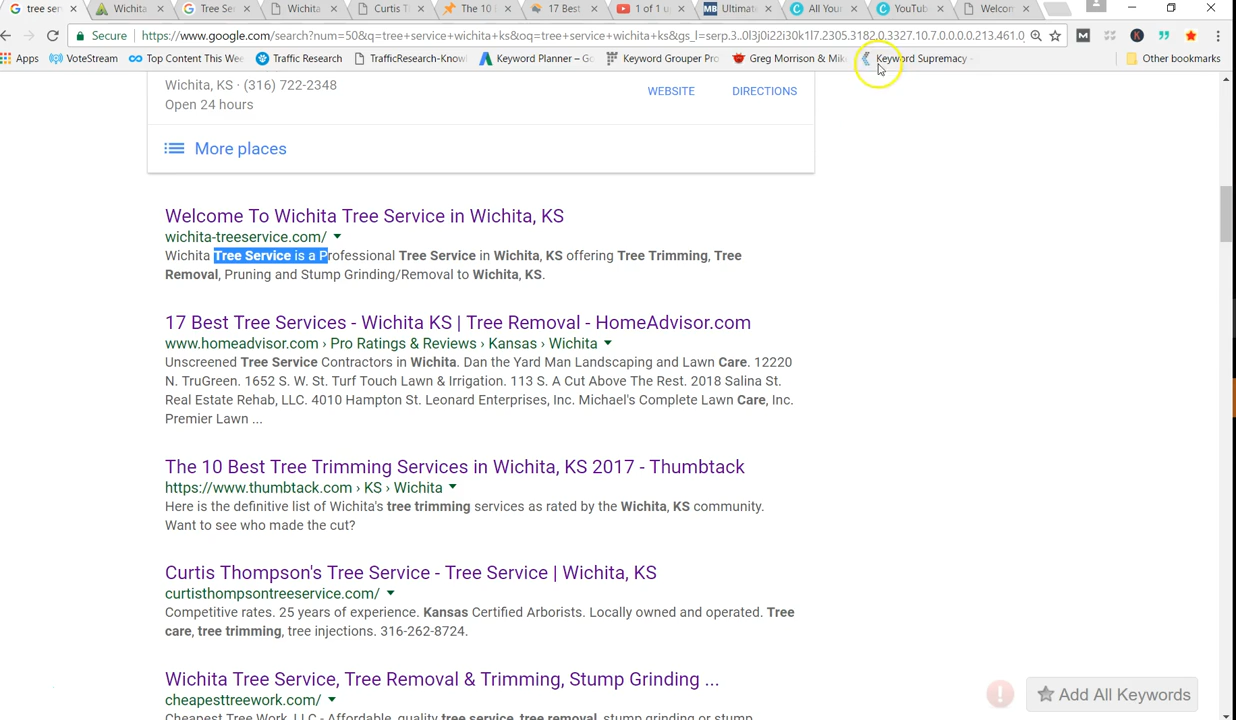 tree ser
Wichita
Tree Se
Wichita
Curtis T
The 10
17 Best
1 of 1 u
MB Ultimat
All Your
YouTub
Welcom
Secure https://www.google.com/search?num=50&q=tree+service+wichita+ks&oq=tree+service+wichita+ks&gs_l=serp.3..0l3j0i22i30k1l7.2305.3182.0.3327.10.7.0.0.0.0.213.461.0
Apps VoteStream Top Content This Wee Traffic Research TrafficResearch-Knowl Keyword Planner – Go Keyword Grouper Pro Greg Morrison & Mik Keyword Supremacy - Other bookmarks
Wichita, KS · (316) 722-2348
Open 24 hours
WEBSITE DIRECTIONS
More places
Welcome To Wichita Tree Service in Wichita, KS
wichita-treeservice.com/
Wichita Tree Service is a Professional Tree Service in Wichita, KS offering Tree Trimming, Tree
Removal, Pruning and Stump Grinding/Removal to Wichita, KS.
17 Best Tree Services - Wichita KS | Tree Removal - HomeAdvisor.com
www.homeadvisor.com › Pro Ratings & Reviews › Kansas › Wichita
Unscreened Tree Service Contractors in Wichita. Dan the Yard Man Landscaping and Lawn Care. 12220
N. TruGreen. 1652 S. W. St. Turf Touch Lawn & Irrigation. 113 S. A Cut Above The Rest. 2018 Salina St.
Real Estate Rehab, LLC. 4010 Hampton St. Leonard Enterprises, Inc. Michael's Complete Lawn Care, Inc.
Premier Lawn ...
The 10 Best Tree Trimming Services in Wichita, KS 2017 - Thumbtack
https://www.thumbtack.com › KS › Wichita
Here is the definitive list of Wichita's tree trimming services as rated by the Wichita, KS community.
Want to see who made the cut?
Curtis Thompson's Tree Service - Tree Service | Wichita, KS
curtisthompsontreeservice.com/
Competitive rates. 25 years of experience. Kansas Certified Arborists. Locally owned and operated. Tree
care, tree trimming, tree injections. 316-262-8724.
Wichita Tree Service, Tree Removal & Trimming, Stump Grinding ...
cheapesttreework.com/
Cheapest Tree Work, LLC - Affordable, quality tree service, tree removal, stump grinding or stump
Add All Keywords